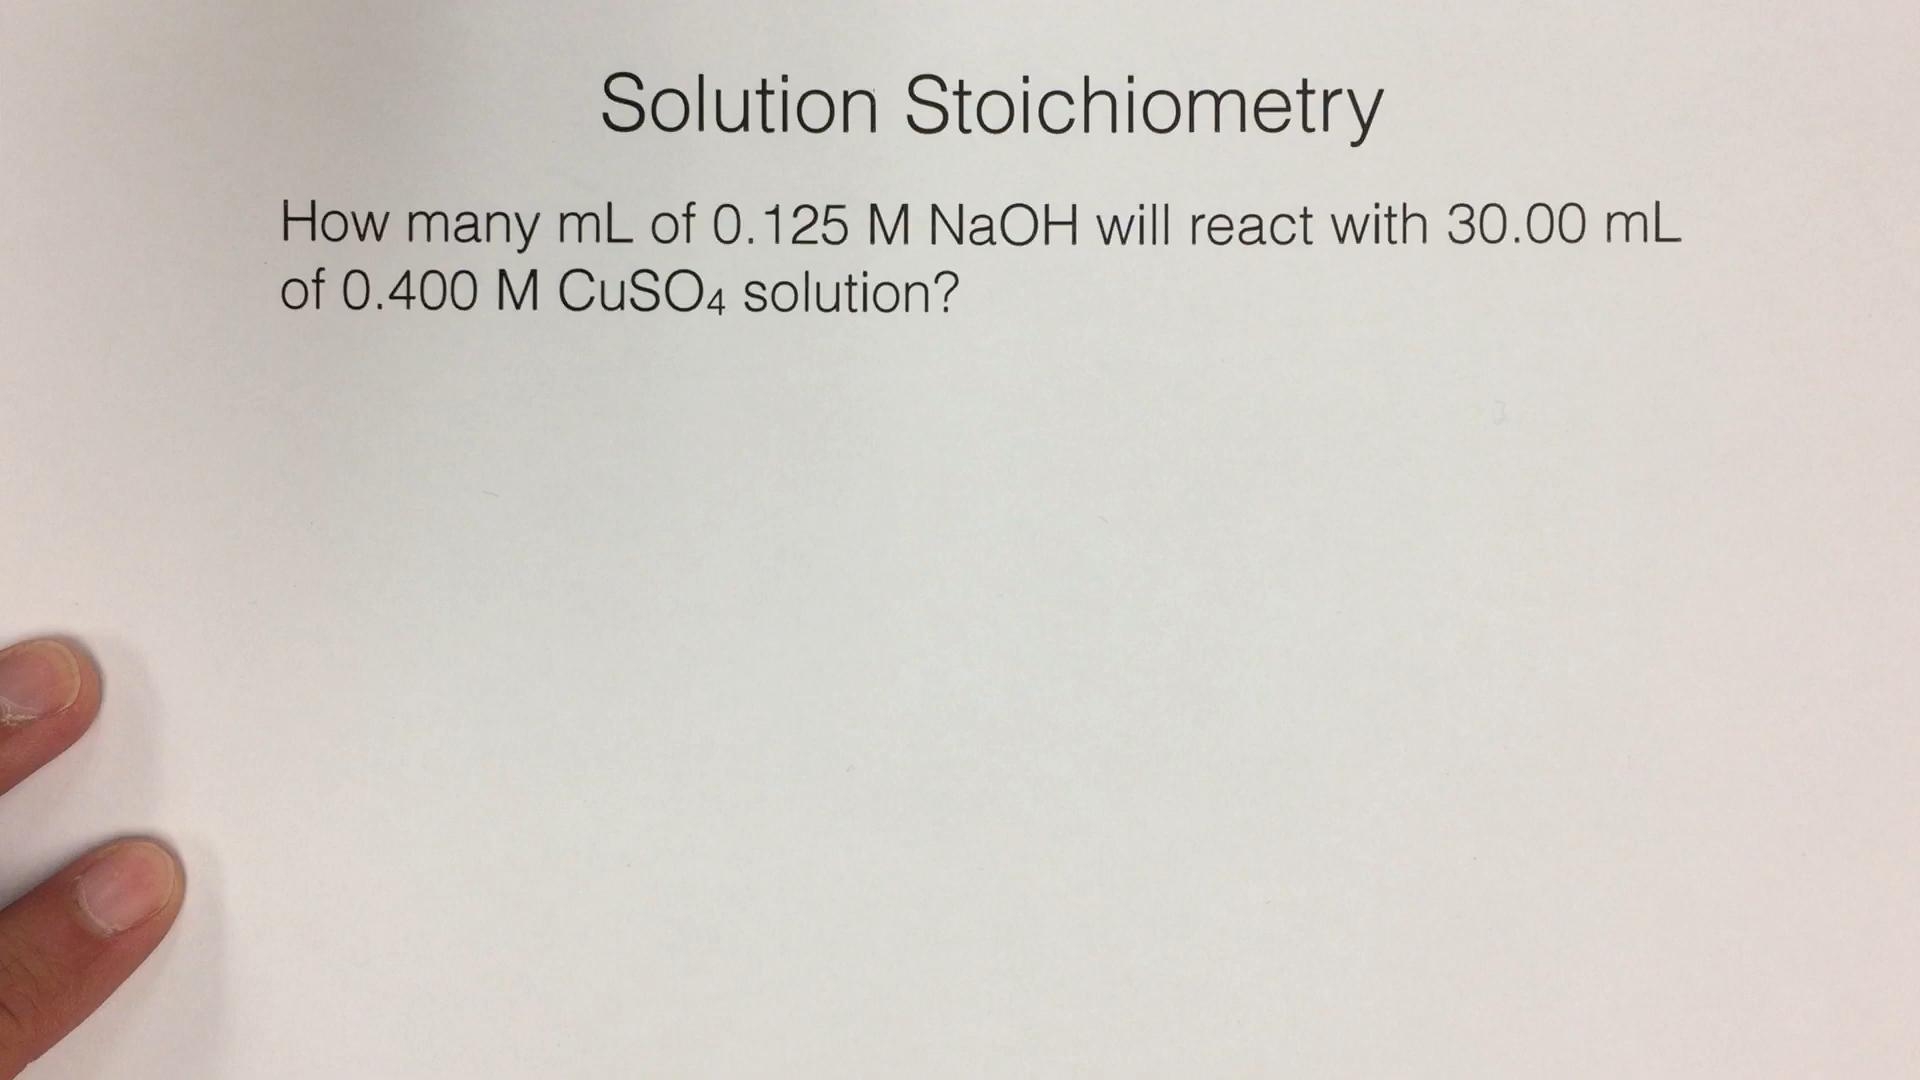 Solution Stoichiometry
How many mL of 0.125 M NaOH will react with 30.00 mL
of 0.400 M CuSO₄ solution?